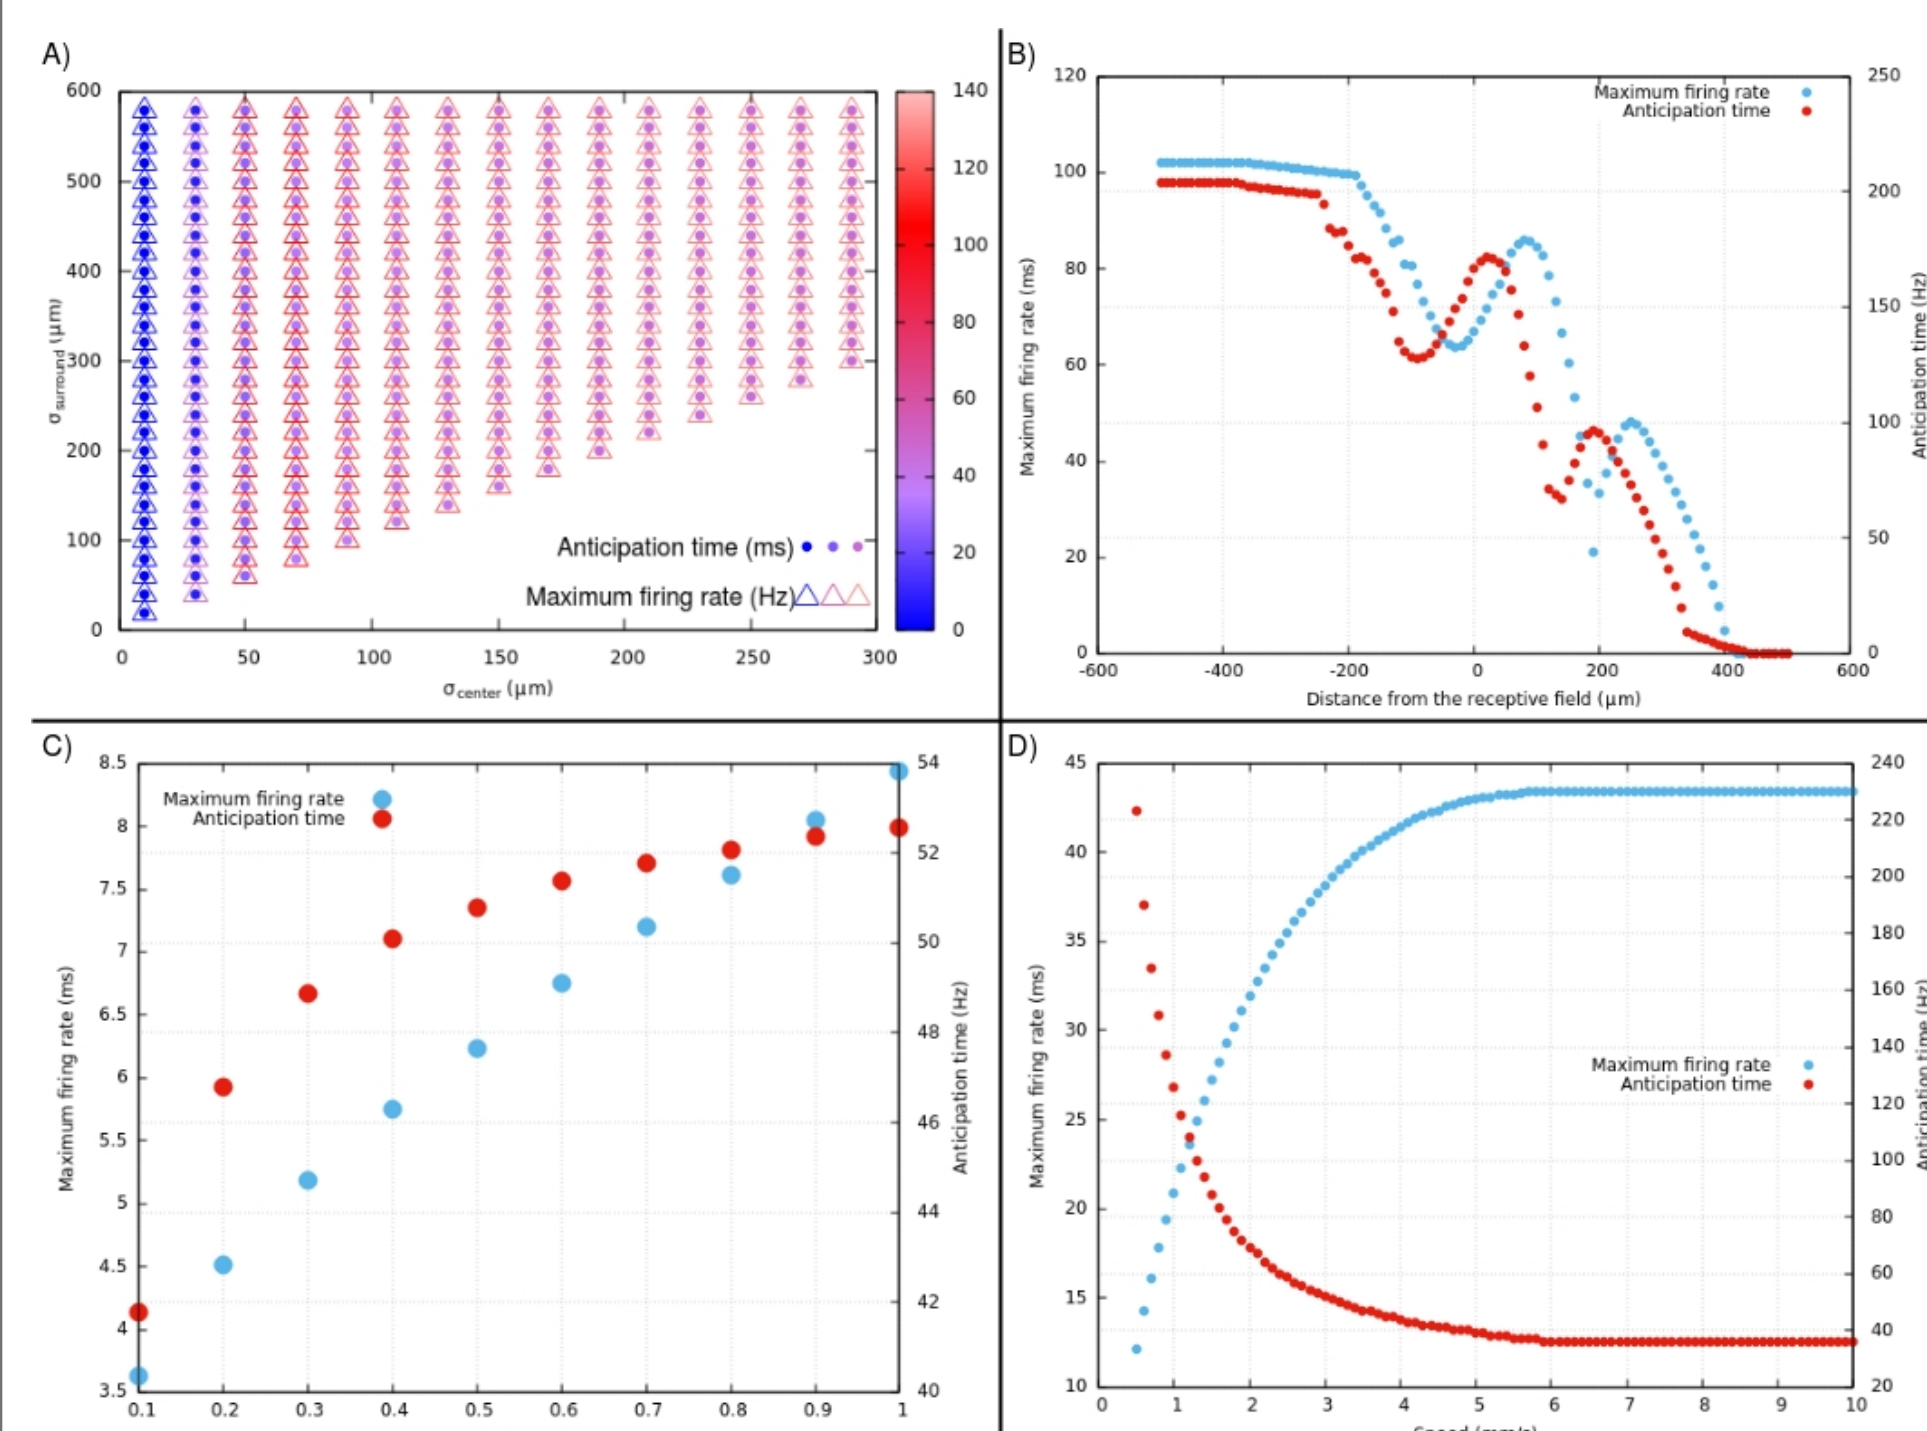 A)
600
500
400
300
200
100
0
σsurround (μm)
Anticipation time (ms)
Maximum firing rate (Hz)
0 50 100 150 200 250 300
σcenter (μm)
140
120
100
80
60
40
20
0
B)
120
100
80
60
40
20
0
Maximum firing rate (ms)
Maximum firing rate
Anticipation time
250
200
150
100
50
0
Anticipation time (Hz)
-600 -400 -200 0 200 400 600
Distance from the receptive field (μm)
C)
8.5
8
7.5
7
6.5
6
5.5
5
4.5
4
3.5
Maximum firing rate (ms)
Maximum firing rate
Anticipation time
54
52
50
48
46
44
42
40
Anticipation time (Hz)
0.1 0.2 0.3 0.4 0.5 0.6 0.7 0.8 0.9 1
D)
45
40
35
30
25
20
15
10
Maximum firing rate (ms)
Maximum firing rate
Anticipation time
240
220
200
180
160
140
120
100
80
60
40
20
Anticipation time (Hz)
0 1 2 3 4 5 6 7 8 9 10
Speed (mm/s)